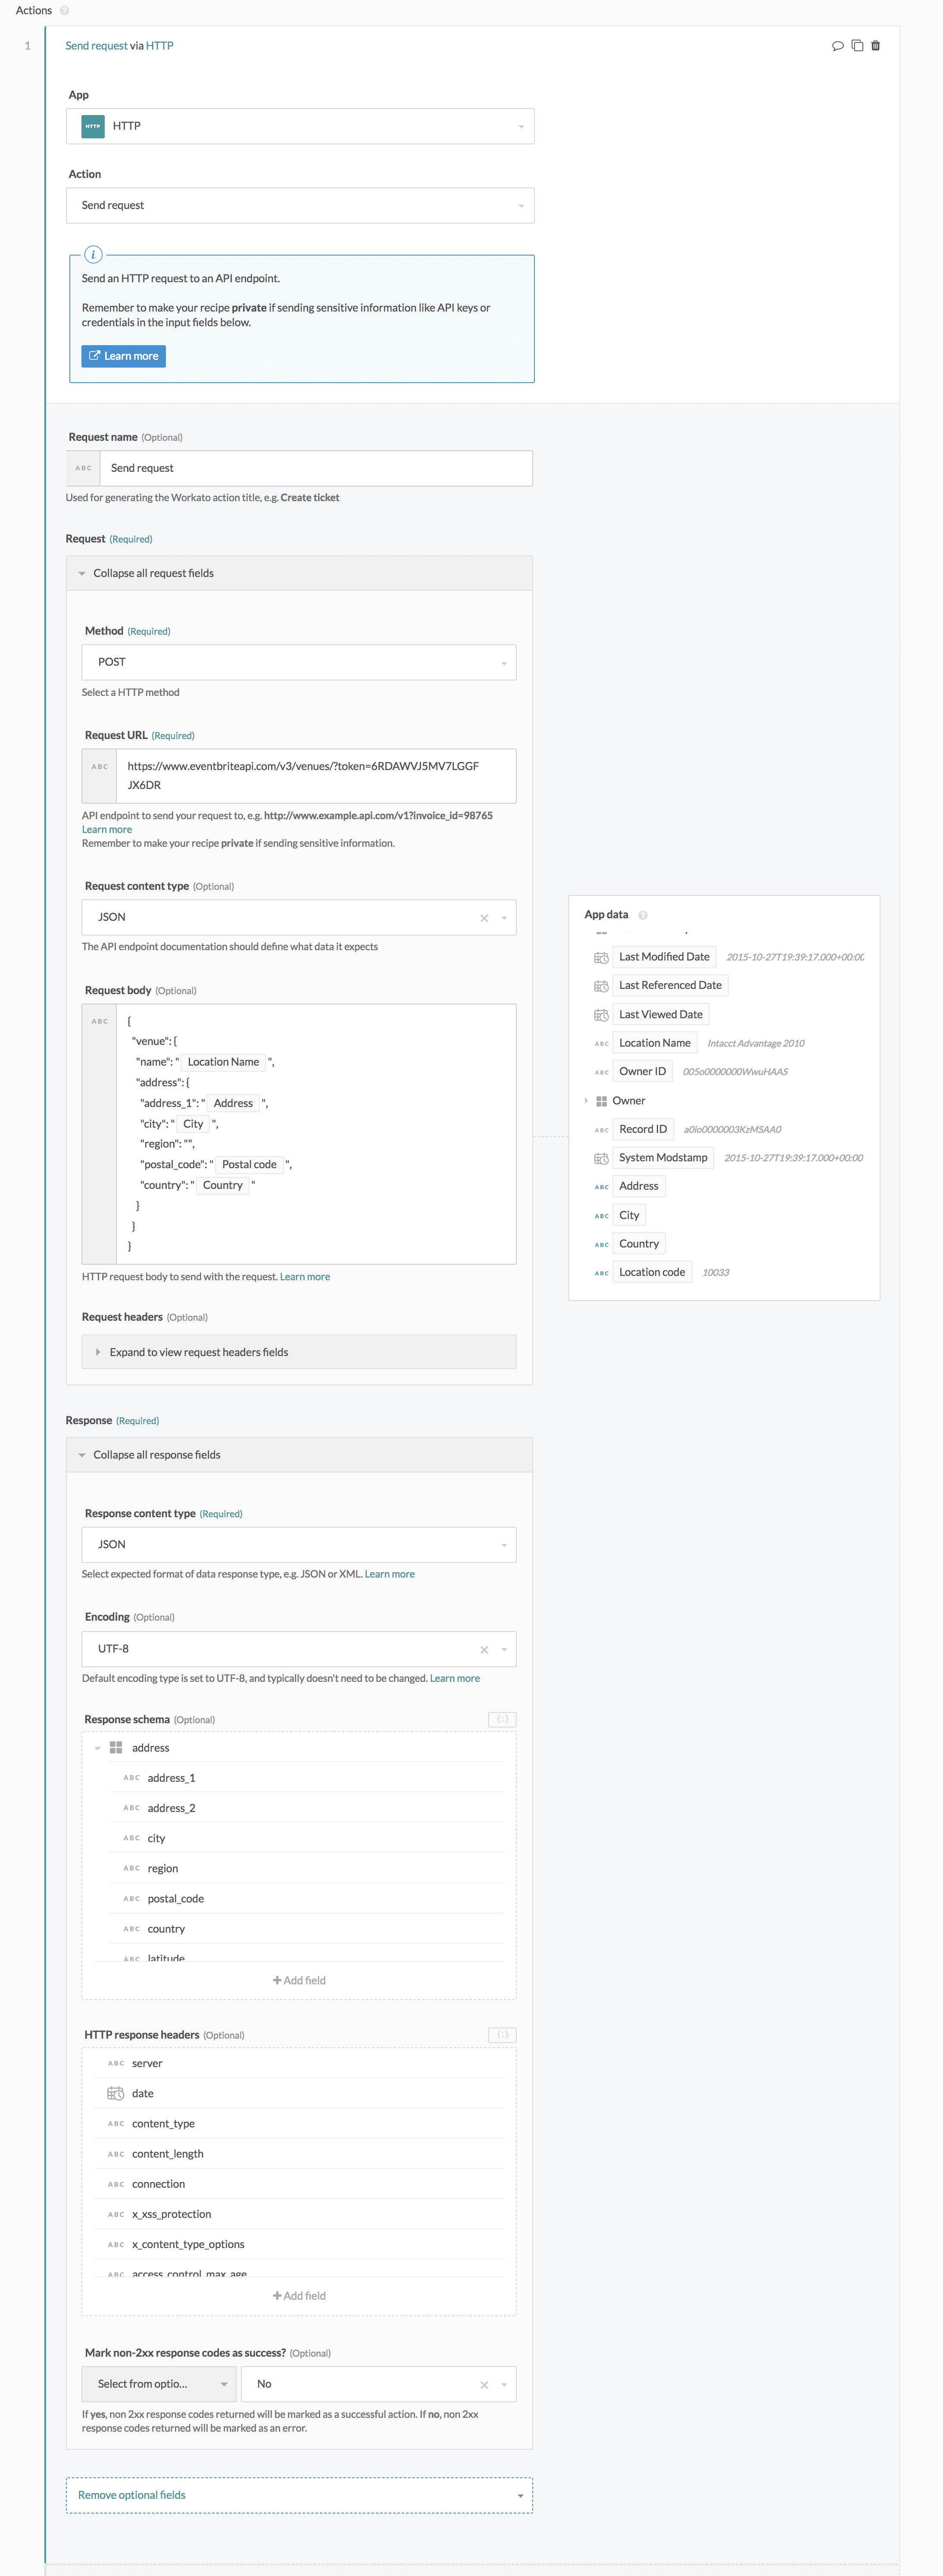 Actions
1
Send request via HTTP
App
HTTP HTTP
Action
Send request
i
Send an HTTP request to an API endpoint.
Remember to make your recipe private if sending sensitive information like API keys or
credentials in the input fields below.
Learn more
Request name (Optional)
ABC Send request
Used for generating the Workato action title, e.g. Create ticket
Request (Required)
Collapse all request fields
Method (Required)
POST
Select a HTTP method
Request URL (Required)
ABC https://www.eventbriteapi.com/v3/venues/?token=6RDAWVJ5MV7LGGF
JX6DR
API endpoint to send your request to, e.g. http://www.example.api.com/v1?invoice_id=98765
Learn more
Remember to make your recipe private if sending sensitive information.
Request content type (Optional)
JSON
The API endpoint documentation should define what data it expects
Request body (Optional)
ABC {
"venue": {
"name": " Location Name ",
"address": {
"address_1": " Address ",
"city": " City ",
"region": "",
"postal_code": " Postal code ",
"country": " Country "
}
}
}
HTTP request body to send with the request. Learn more
Request headers (Optional)
Expand to view request headers fields
App data
Last Modified Date 2015-10-27T19:39:17.000+00:00
Last Referenced Date
Last Viewed Date
ABC Location Name Intacct Advantage 2010
ABC Owner ID 005o0000000WwuHAAS
Owner
ABC Record ID a0io0000003KzMSAA0
System Modstamp 2015-10-27T19:39:17.000+00:00
ABC Address
ABC City
ABC Country
ABC Location code 10033
Response (Required)
Collapse all response fields
Response content type (Required)
JSON
Select expected format of data response type, e.g. JSON or XML. Learn more
Encoding (Optional)
UTF-8
Default encoding type is set to UTF-8, and typically doesn't need to be changed. Learn more
Response schema (Optional) {;}
address
ABC address_1
ABC address_2
ABC city
ABC region
ABC postal_code
ABC country
ABC latitude
+ Add field
HTTP response headers (Optional) {;}
ABC server
date
ABC content_type
ABC content_length
ABC connection
ABC x_xss_protection
ABC x_content_type_options
ABC access_control_max_age
+ Add field
Mark non-2xx response codes as success? (Optional)
Select from optio... No
If yes, non 2xx response codes returned will be marked as a successful action. If no, non 2xx
response codes returned will be marked as an error.
Remove optional fields